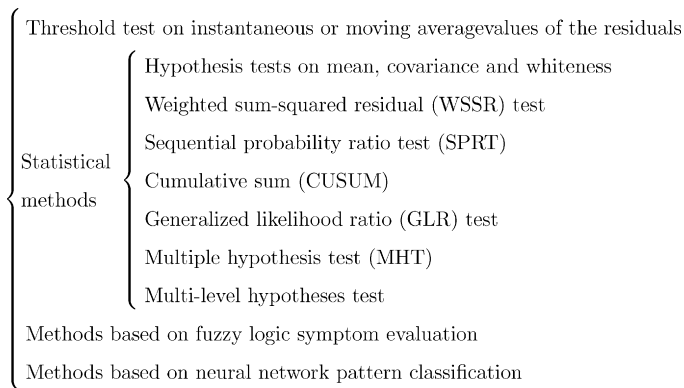 Threshold test on instantaneous or moving averagevalues of the residuals
Statistical
methods
Hypothesis tests on mean, covariance and whiteness
Weighted sum-squared residual (WSSR) test
Sequential probability ratio test (SPRT)
Cumulative sum (CUSUM)
Generalized likelihood ratio (GLR) test
Multiple hypothesis test (MHT)
Multi-level hypotheses test
Methods based on fuzzy logic symptom evaluation
Methods based on neural network pattern classification